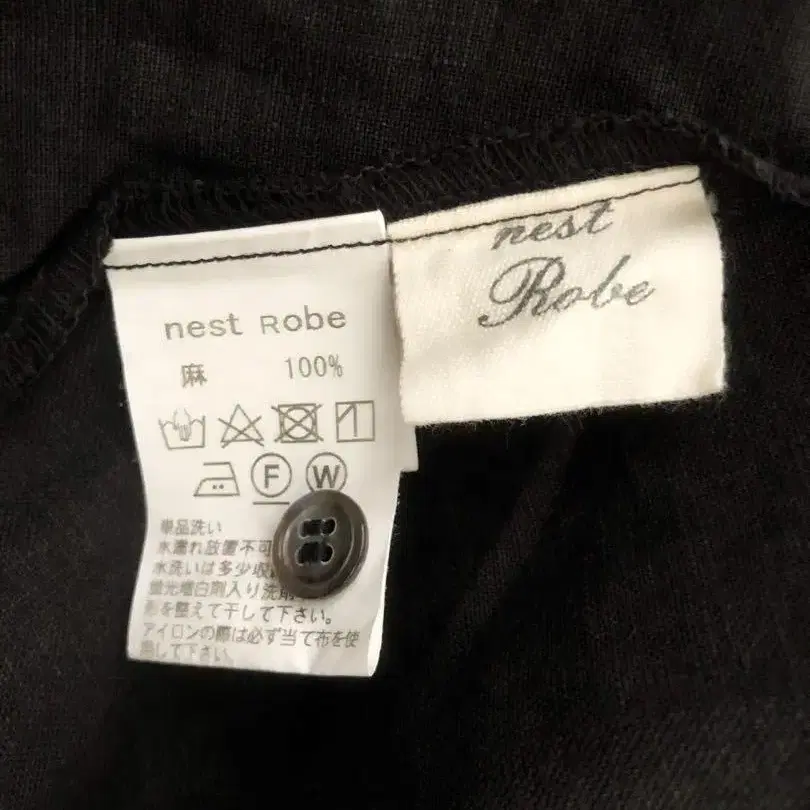 nest Robe
麻 100%
F W
単品洗い
水濡れ放置不可
水洗いは多少収
蛍光増白剤入り洗剤
形を整えて干して下さい。
アイロンの際は必ず当て布を使
用して下さい。
nest
Robe